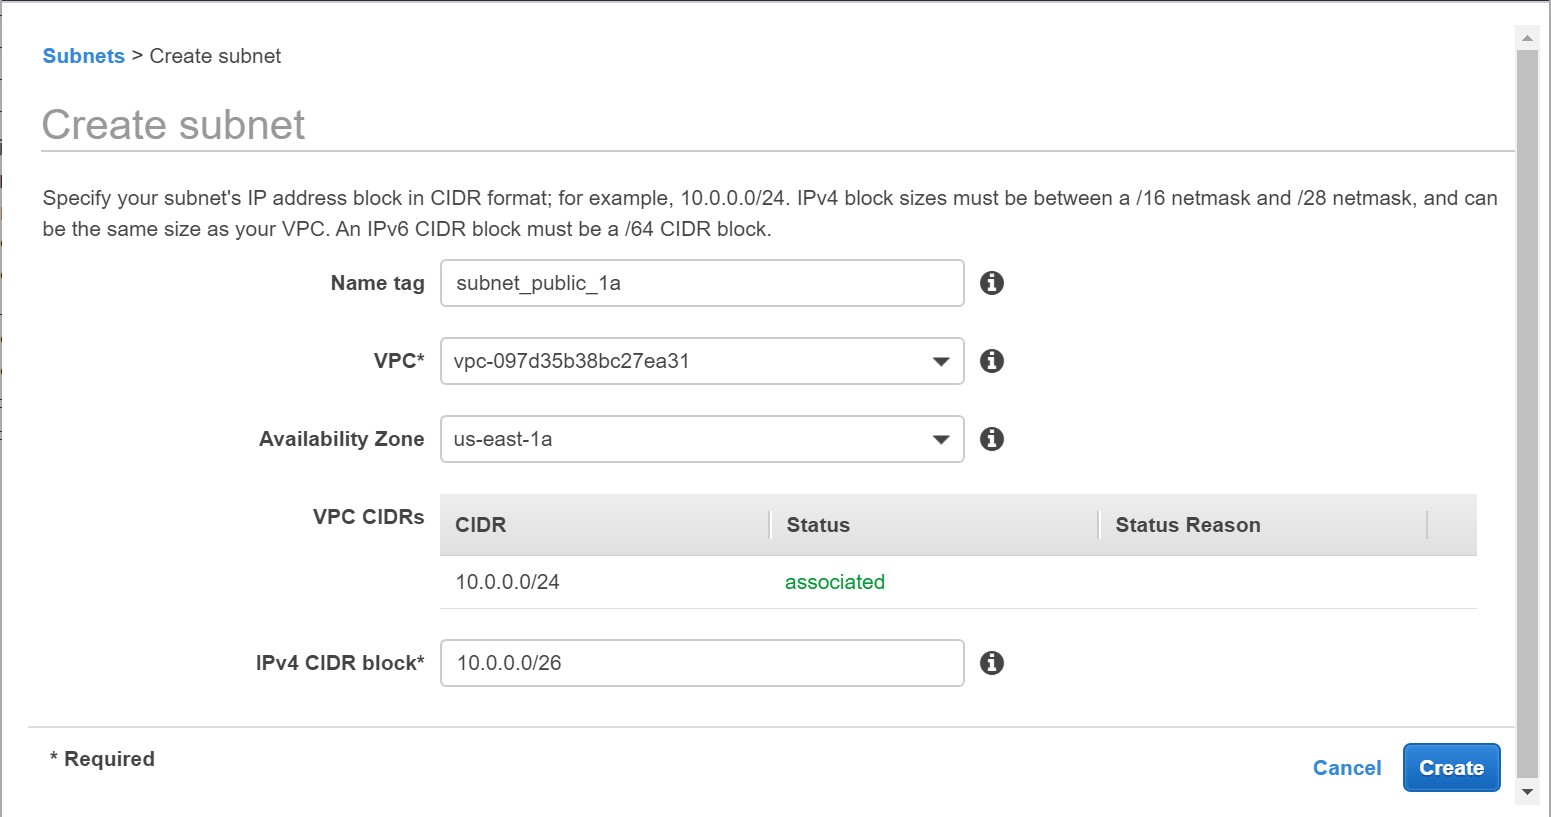 Subnets > Create subnet
Create subnet
Specify your subnet's IP address block in CIDR format; for example, 10.0.0.0/24. IPv4 block sizes must be between a /16 netmask and /28 netmask, and can
be the same size as your VPC. An IPv6 CIDR block must be a /64 CIDR block.
Name tag subnet_public_1a
VPC* vpc-097d35b38bc27ea31
Availability Zone us-east-1a
VPC CIDRs CIDR Status Status Reason
10.0.0.0/24 associated
IPv4 CIDR block* 10.0.0.0/26
* Required
Cancel Create